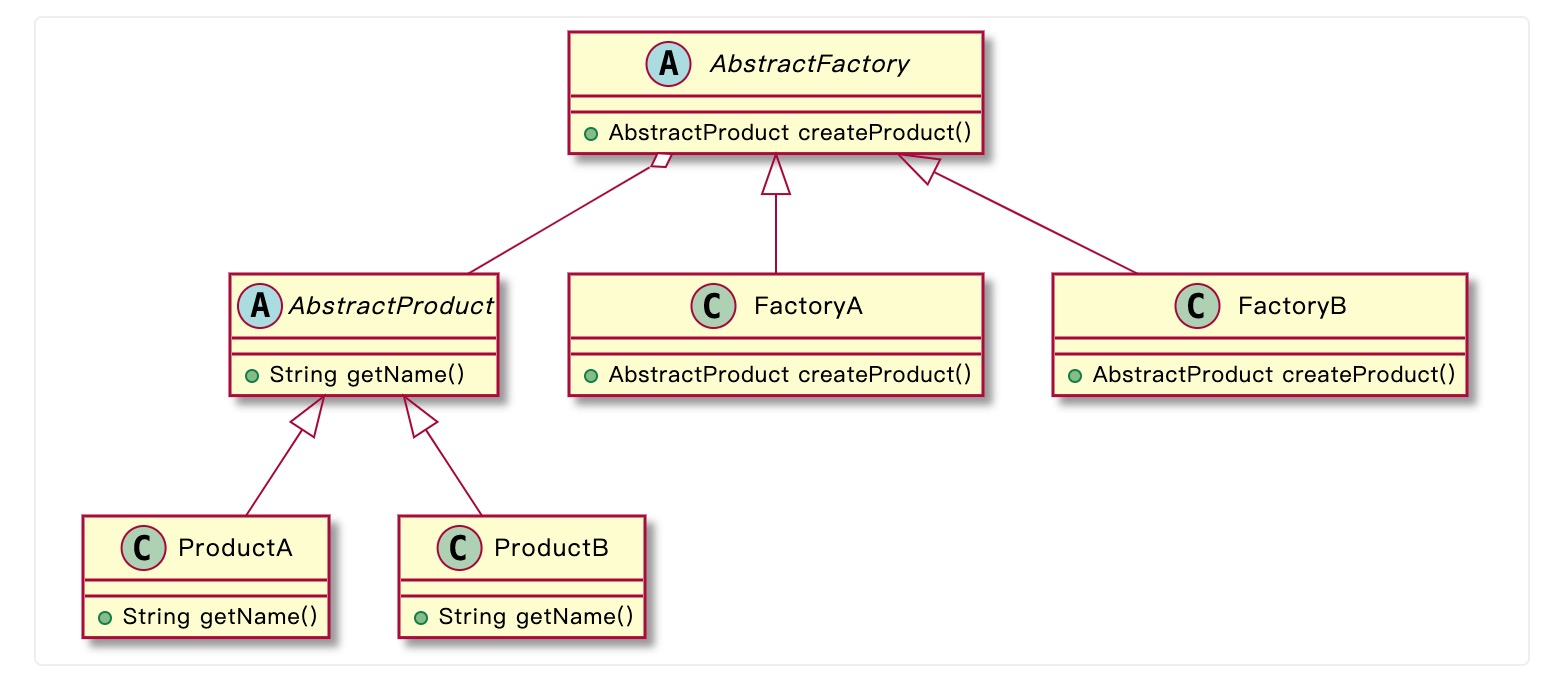 A AbstractFactory
AbstractProduct createProduct()
A AbstractProduct
String getName()
C FactoryA
AbstractProduct createProduct()
C FactoryB
AbstractProduct createProduct()
C ProductA
String getName()
C ProductB
String getName()